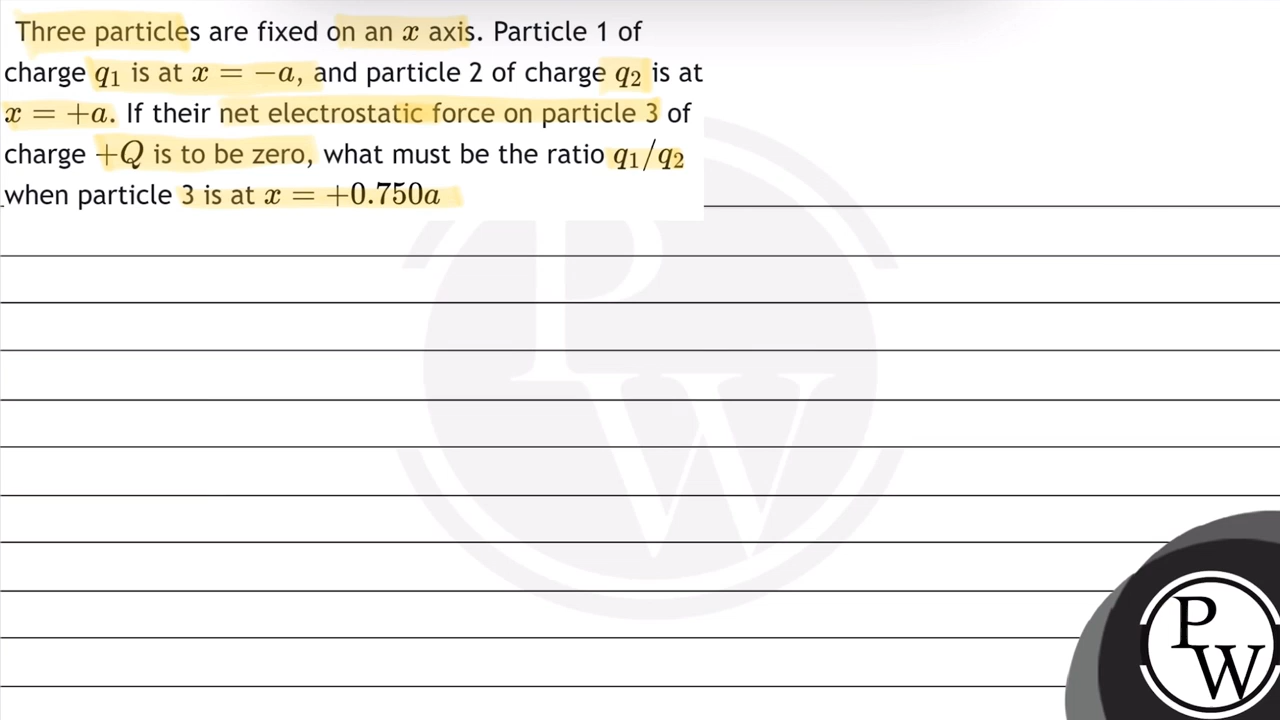 Three particles are fixed on an x axis. Particle 1 of
charge q₁ is at x = −a, and particle 2 of charge q₂ is at
x = +a. If their net electrostatic force on particle 3 of
charge +Q is to be zero, what must be the ratio q₁/q₂
when particle 3 is at x = +0.750a
P
W
P
W